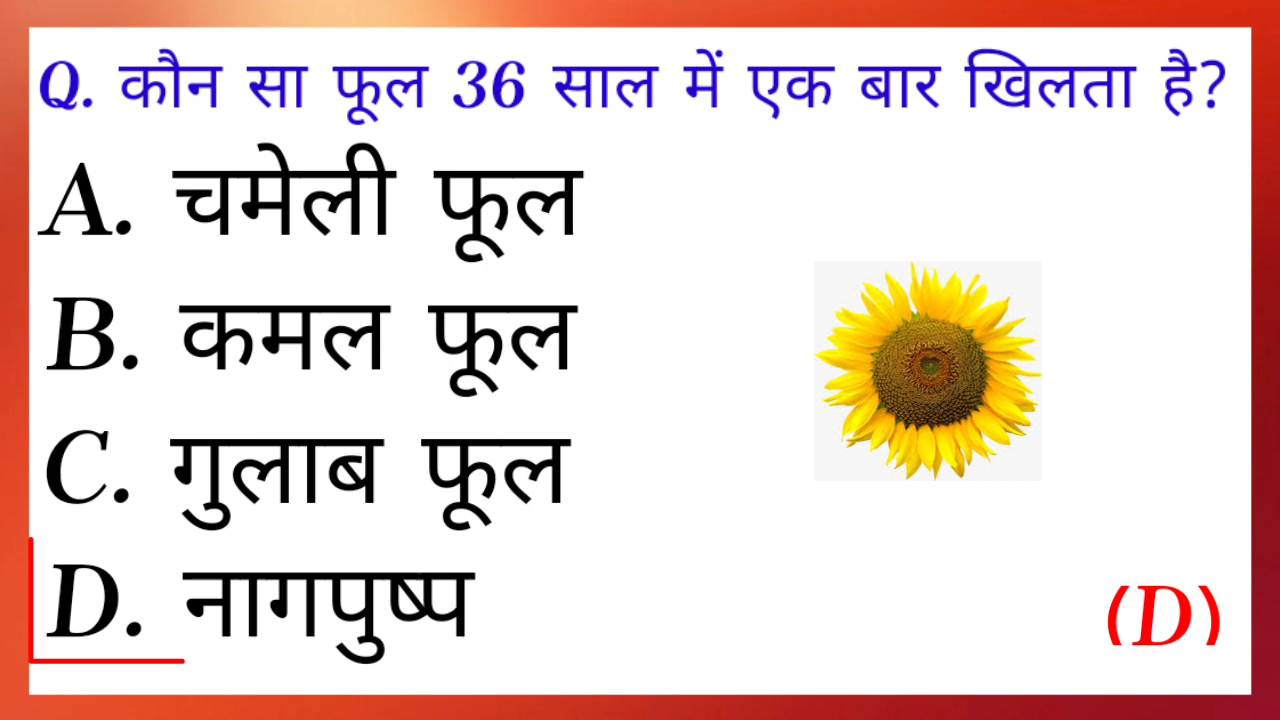 Q. कौन सा फूल 36 साल में एक बार खिलता है?
A. चमेली फूल
B. कमल फूल
C. गुलाब फूल
D. नागपुष्प
(D)